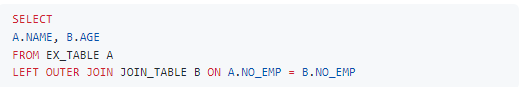 SELECT
A.NAME, B.AGE
FROM EX_TABLE A
LEFT OUTER JOIN JOIN_TABLE B ON A.NO_EMP = B.NO_EMP